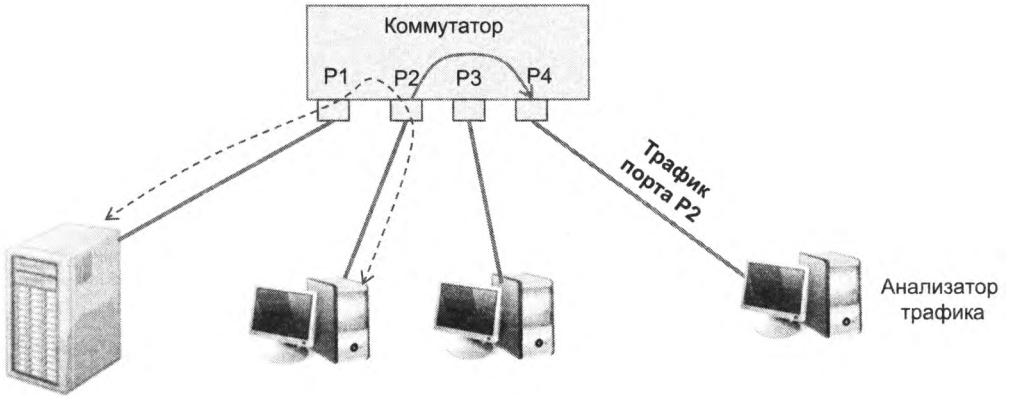 Коммутатор
P1 P2 P3 P4
Трафик
порта P2
Анализатор
трафика